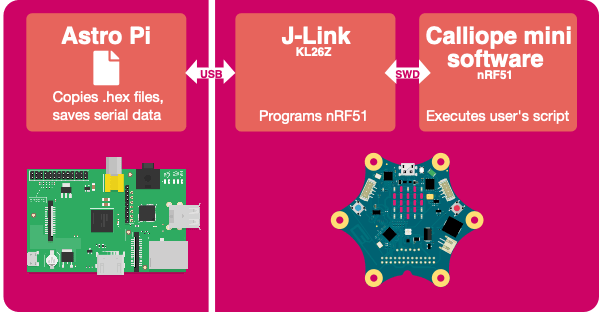 Astro Pi
Copies .hex files,
saves serial data
USB
J-Link
KL26Z
Programs nRF51
SWD
Calliope mini
software
nRF51
Executes user's script